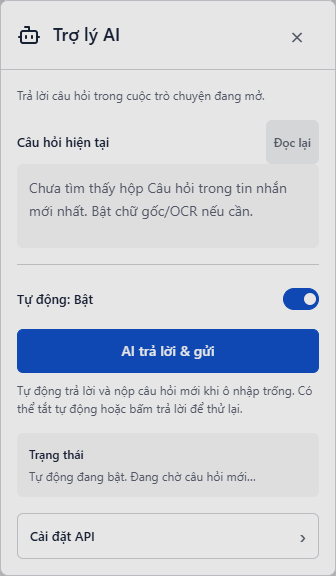 Trợ lý AI
Trả lời câu hỏi trong cuộc trò chuyện đang mở.
Câu hỏi hiện tại
Đọc lại
Chưa tìm thấy hộp Câu hỏi trong tin nhắn
mới nhất. Bật chữ gốc/OCR nếu cần.
Tự động: Bật
AI trả lời & gửi
Tự động trả lời và nộp câu hỏi mới khi ô nhập trống. Có
thể tắt tự động hoặc bấm trả lời để thử lại.
Trạng thái
Tự động đang bật. Đang chờ câu hỏi mới...
Cài đặt API